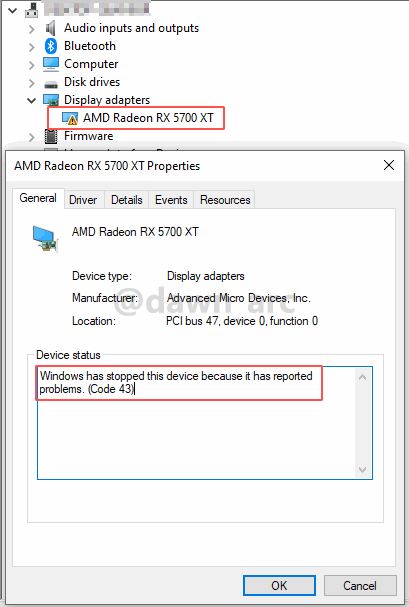 Audio inputs and outputs
Bluetooth
Computer
Disk drives
Display adapters
AMD Radeon RX 5700 XT
Firmware
AMD Radeon RX 5700 XT Properties
General Driver Details Events Resources
AMD Radeon RX 5700 XT
Device type: Display adapters
Manufacturer: Advanced Micro Devices, Inc.
Location: PCI bus 47, device 0, function 0
@dawn_arc
Device status
Windows has stopped this device because it has reported
problems. (Code 43)
OK Cancel